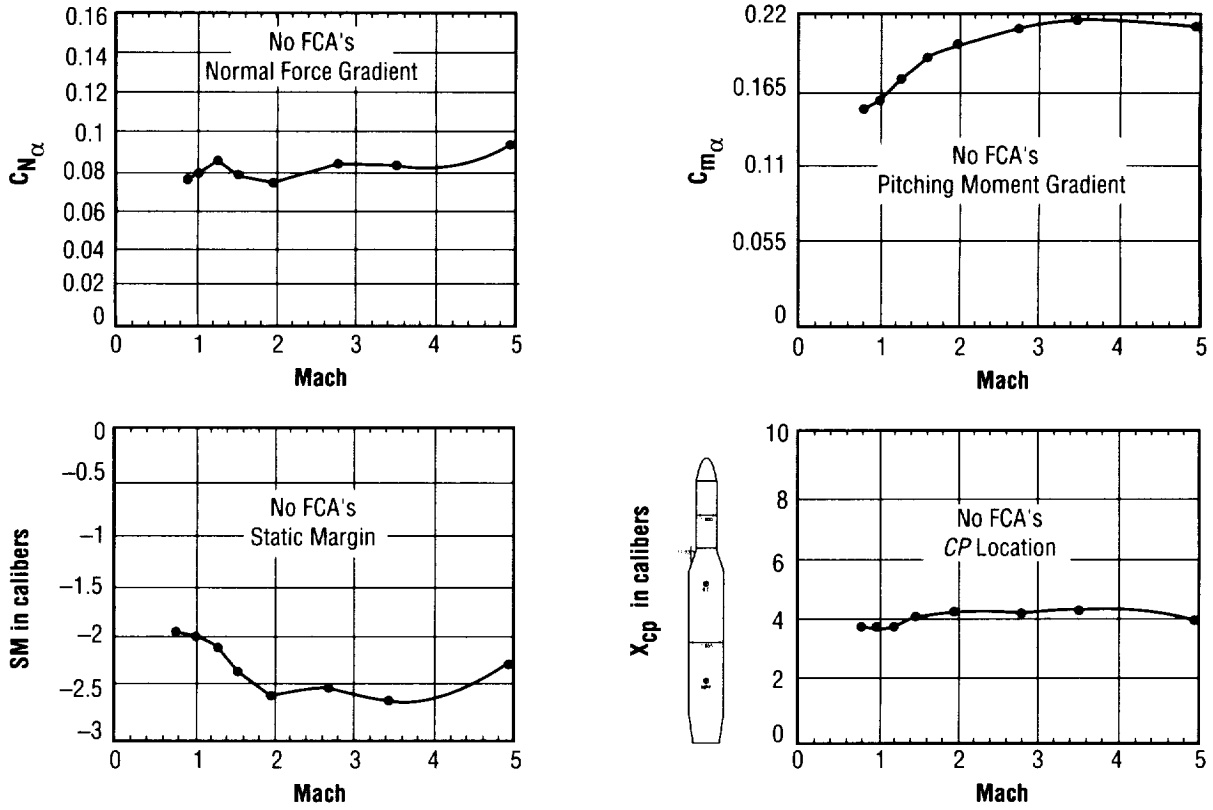 0.16
0.14
0.12
0.1
0.08
0.06
0.04
0.02
0
C_Nα
No FCA's
Normal Force Gradient
0 1 2 3 4 5
Mach
0.22
0.165
0.11
0.055
0
C_mα
No FCA's
Pitching Moment Gradient
0 1 2 3 4 5
Mach
0
−0.5
−1
−1.5
−2
−2.5
−3
SM in calibers
No FCA's
Static Margin
0 1 2 3 4 5
Mach
X_cp in calibers
10
8
6
4
2
0
No FCA's
CP Location
0 1 2 3 4 5
Mach